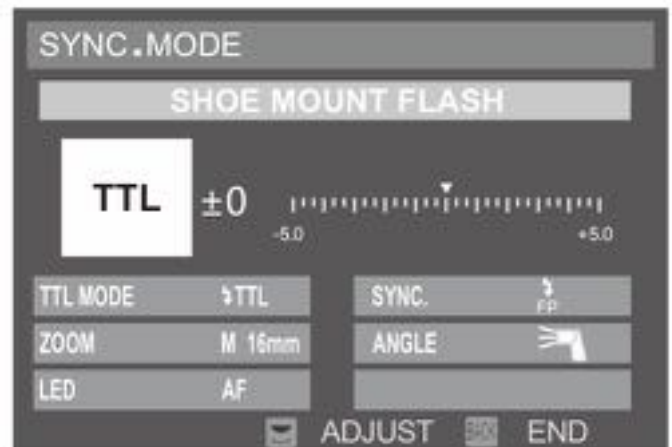 SYNC.MODE
SHOE MOUNT FLASH
TTL ±0
-5.0 +5.0
TTL MODE TTL SYNC. FP
ZOOM M 16mm ANGLE
LED AF
ADJUST BACK END